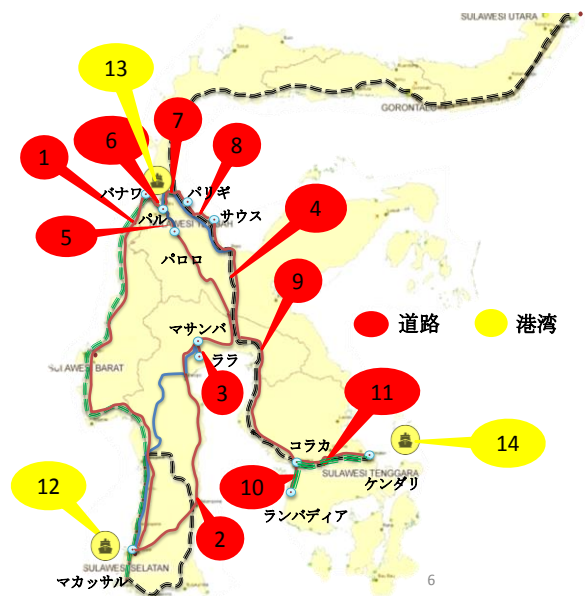 SULAWESI UTARA
13
GORONTALO
6
7
1
8
バナワ
パリギ
パル
サウス
SULAWESI TENGAH
5
4
パロロ
9
マサンバ
道路
港湾
ララ
SULAWESI BARAT
3
11
コラカ
14
SULAWESI TENGGARA
ケンダリ
10
12
ランバディア
2
SULAWESI SELATAN
マカッサル
6